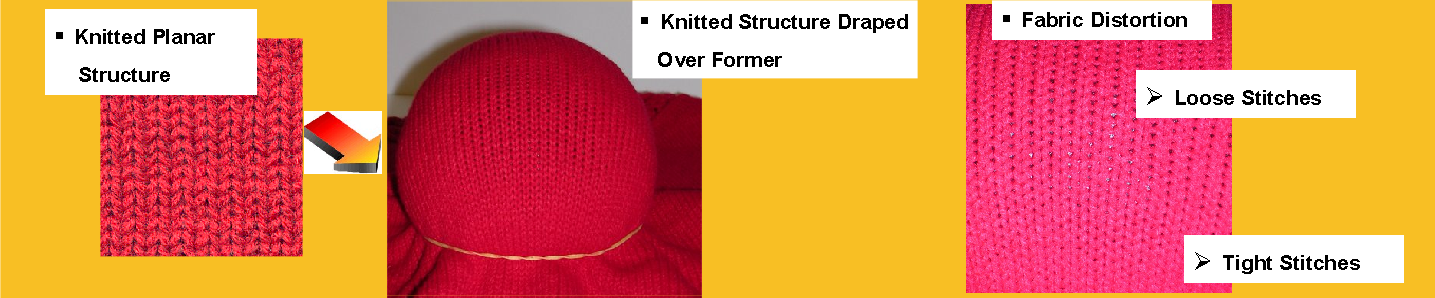 ▪ Knitted Planar
Structure
▪ Knitted Structure Draped
Over Former
▪ Fabric Distortion
➢ Loose Stitches
➢ Tight Stitches